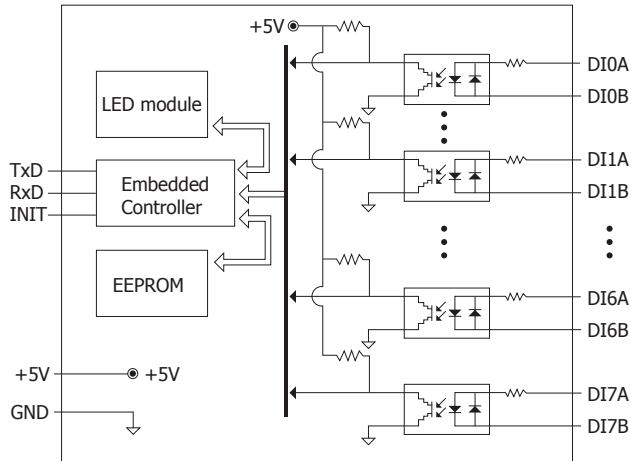 +5V
DI0A
LED module
DI0B
DI1A
TxD
Embedded
Controller
RxD
DI1B
INIT
EEPROM
DI6A
DI6B
+5V
+5V
DI7A
GND
DI7B